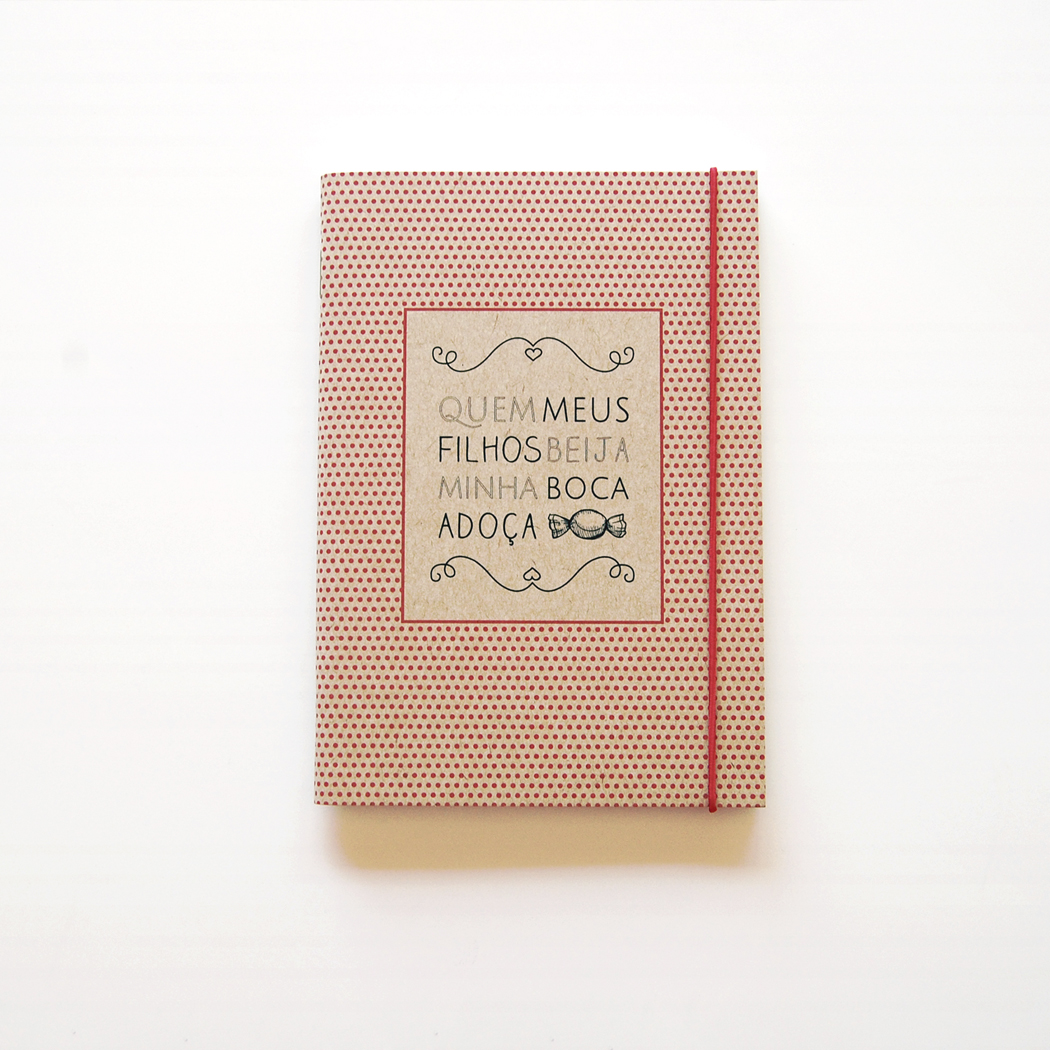 QUEM MEUS
FILHOS BEIJA
MINHA BOCA
ADOÇA